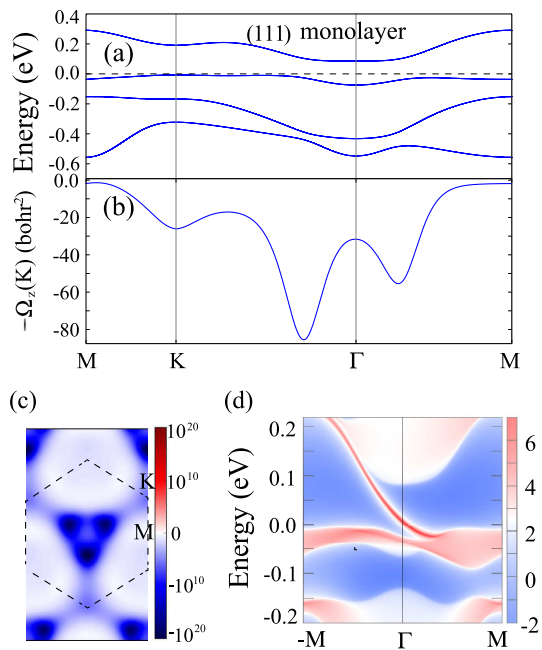 (111) monolayer
(a)
Energy (eV)
0.4
0.2
0.0
-0.2
-0.4
-0.6
(b)
−Ω_z(K) (bohr²)
0.0
-20
-40
-60
-80
M K Γ M
(c)
K
M
10²⁰
10¹⁰
0
-10¹⁰
-10²⁰
(d)
Energy (eV)
0.2
0.1
0.0
-0.1
-0.2
-M Γ M
6
4
2
0
-2